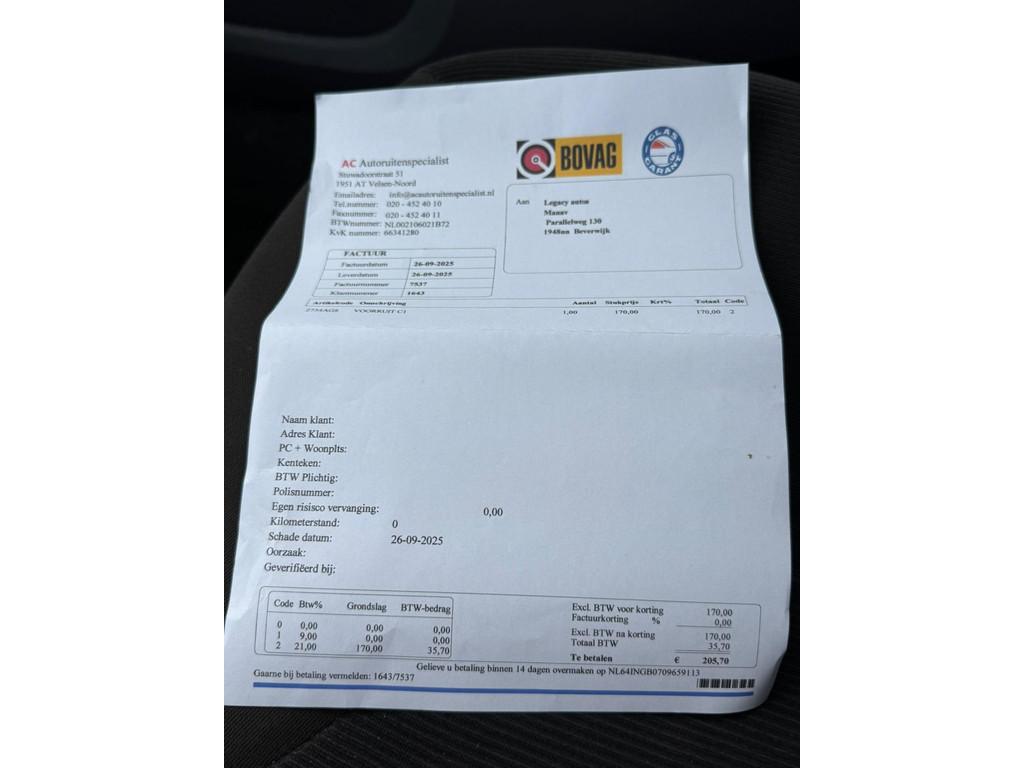 AC Autoruitenspecialist
Stuwadoorstraat 51
1951 AT Velsen-Noord
Emailadres: info@acautoruitenspecialist.nl
Tel.nummer: 020 - 452 40 10
Faxnummer: 020 - 452 40 11
BTWnummer: NL002106021B72
KvK nummer: 66341280
BOVAG
GLAS GARANT
Aan Legacy autos
Manav
Parallelweg 130
1948nn Beverwijk
FACTUUR
Factuurdatum 26-09-2025
Leverdatum 26-09-2025
Factuurnummer 7537
Klantnummer 1643
Artikelcode Omschrijving Aantal Stukprijs Krt% Totaal Code
2734AGS VOORRUIT C1 1,00 170,00 170,00 2
Naam klant:
Adres Klant:
PC + Woonplts:
Kenteken:
BTW Plichtig:
Polisnummer:
Egen risisco vervanging: 0,00
Kilometerstand: 0
Schade datum: 26-09-2025
Oorzaak:
Geverifiëerd bij:
Code Btw% Grondslag BTW-bedrag
0 0,00 0,00 0,00
1 9,00 0,00 0,00
2 21,00 170,00 35,70
Excl. BTW voor korting 170,00
Factuurkorting % 0,00
Excl. BTW na korting 170,00
Totaal BTW 35,70
Te betalen € 205,70
Gelieve u betaling binnen 14 dagen overmaken op NL64INGB0709659113
Gaarne bij betaling vermelden: 1643/7537